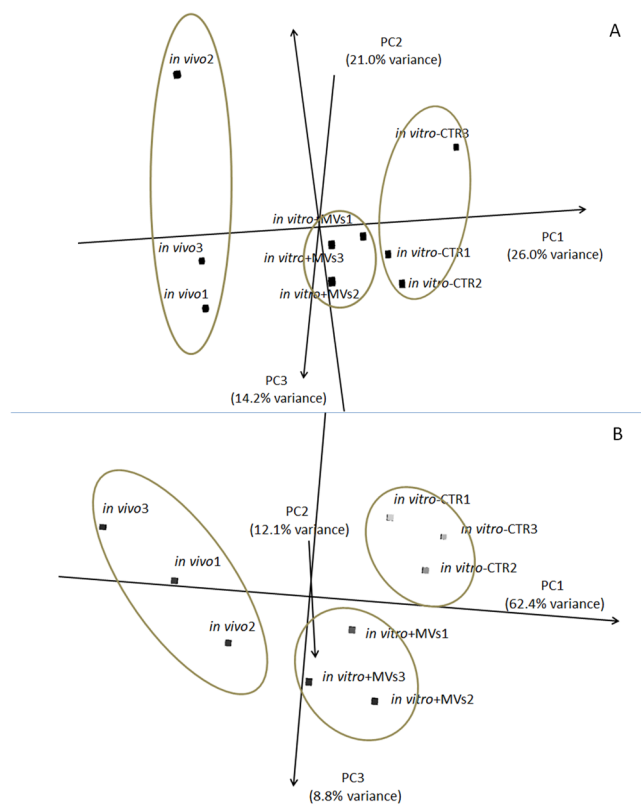 A
PC2
(21.0% variance)
in vivo2
in vitro-CTR3
in vitro+MVs1
PC1
(26.0% variance)
in vivo3
in vitro+MVs3
in vitro-CTR1
in vivo1
in vitro+MVs2
in vitro-CTR2
PC3
(14.2% variance)
B
in vivo3
PC2
(12.1% variance)
in vitro-CTR1
in vitro-CTR3
in vivo1
in vitro-CTR2
PC1
(62.4% variance)
in vivo2
in vitro+MVs1
in vitro+MVs3
in vitro+MVs2
PC3
(8.8% variance)